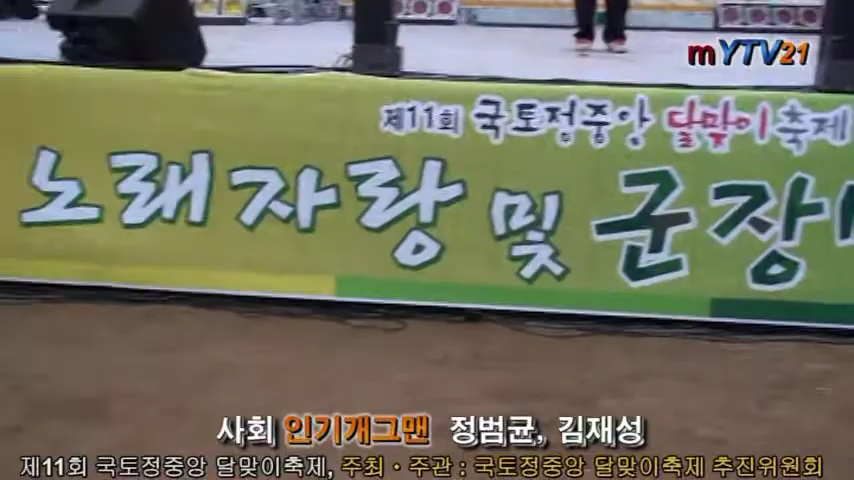 mYTV21
제11회 국토정중앙 달맞이축제
노래자랑 및 군장
사회 인기개그맨 정범균, 김재성
제11회 국토정중앙 달맞이축제, 주최 · 주관 : 국토정중앙 달맞이축제 추진위원회